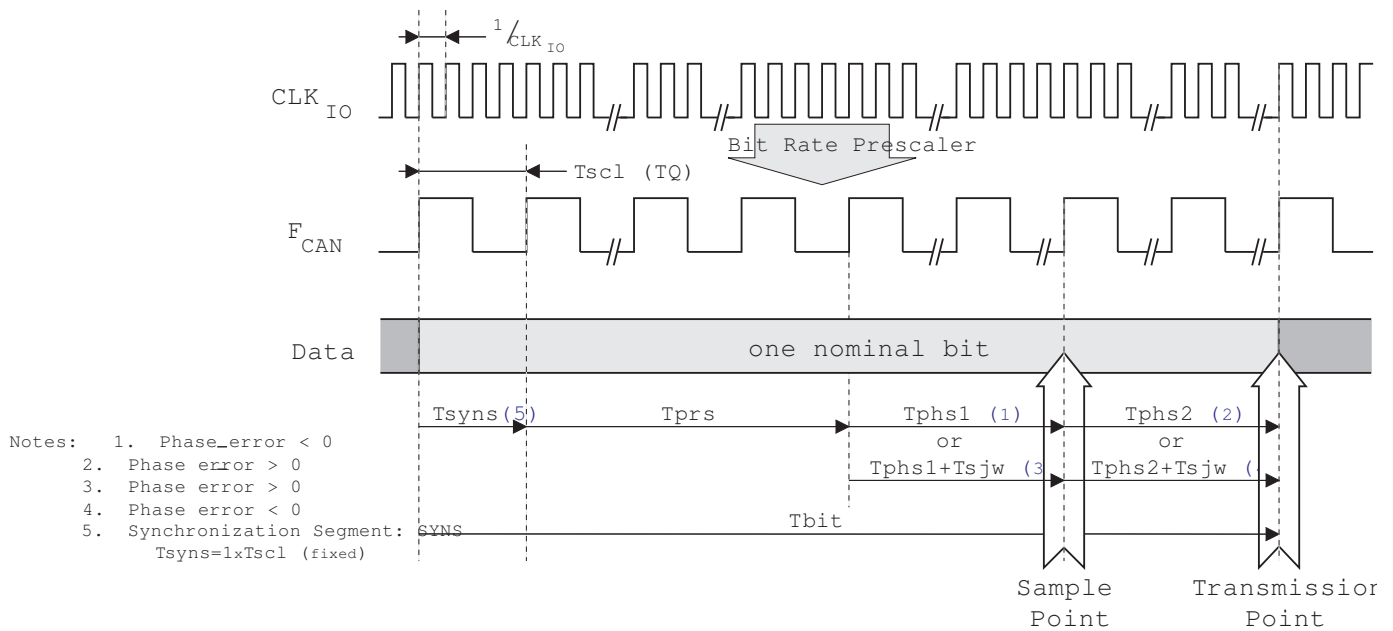 1/CLK IO
CLK IO
Bit Rate Prescaler
Tscl (TQ)
F CAN
Data
one nominal bit
Tsyns(5)
Tprs
Tphs1 (1)
Tphs2 (2)
or
or
Tphs1+Tsjw (3
Tphs2+Tsjw (
Tbit
Notes: 1. Phase_error < 0
2. Phase error > 0
3. Phase error > 0
4. Phase error < 0
5. Synchronization Segment: SYNS
Tsyns=1xTscl (fixed)
Sample
Point
Transmission
Point